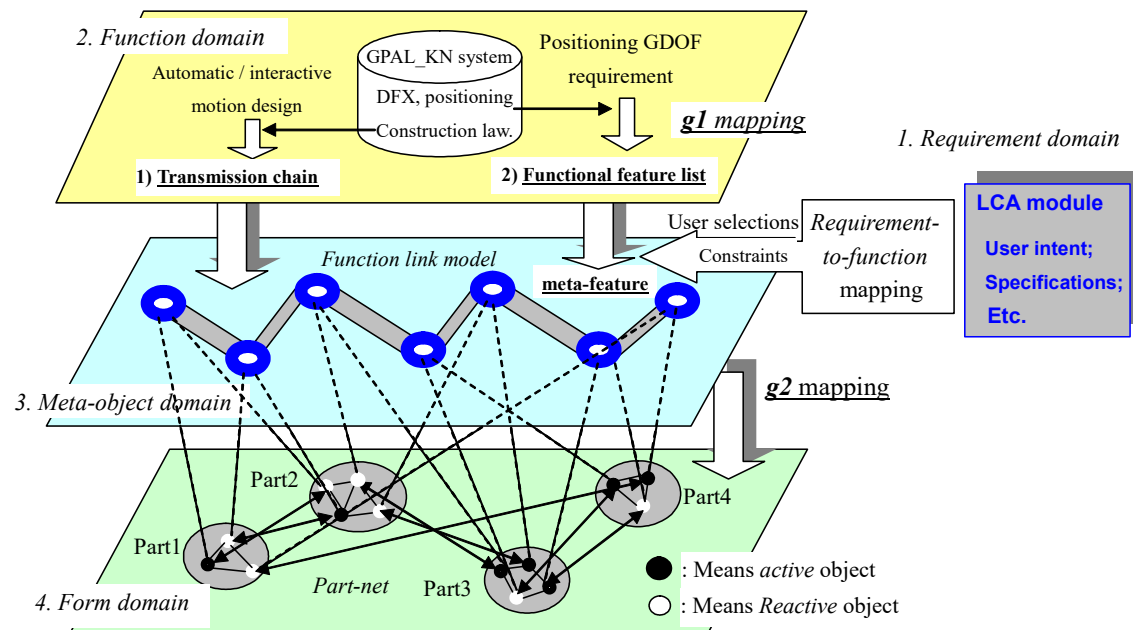 2. Function domain
Automatic / interactive
motion design
GPAL_KN system
DFX, positioning
Construction law.
Positioning GDOF
requirement
g1 mapping
1) Transmission chain
2) Functional feature list
1. Requirement domain
LCA module
User intent;
Specifications;
Etc.
User selections
Constraints
Requirement-
to-function
mapping
Function link model
meta-feature
3. Meta-object domain
g2 mapping
Part2
Part4
Part1
Part3
Part-net
4. Form domain
: Means active object
: Means Reactive object